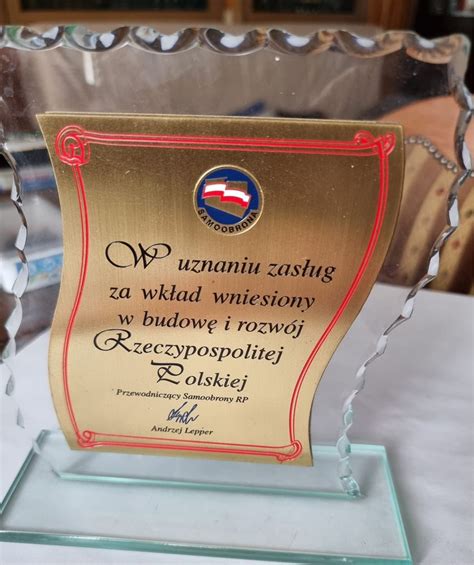 SAMOOBRONA
W uznaniu zasług
za wkład wniesiony
w budowę i rozwój
Rzeczypospolitej
Polskiej
Przewodniczący Samoobrony RP
Andrzej Lepper